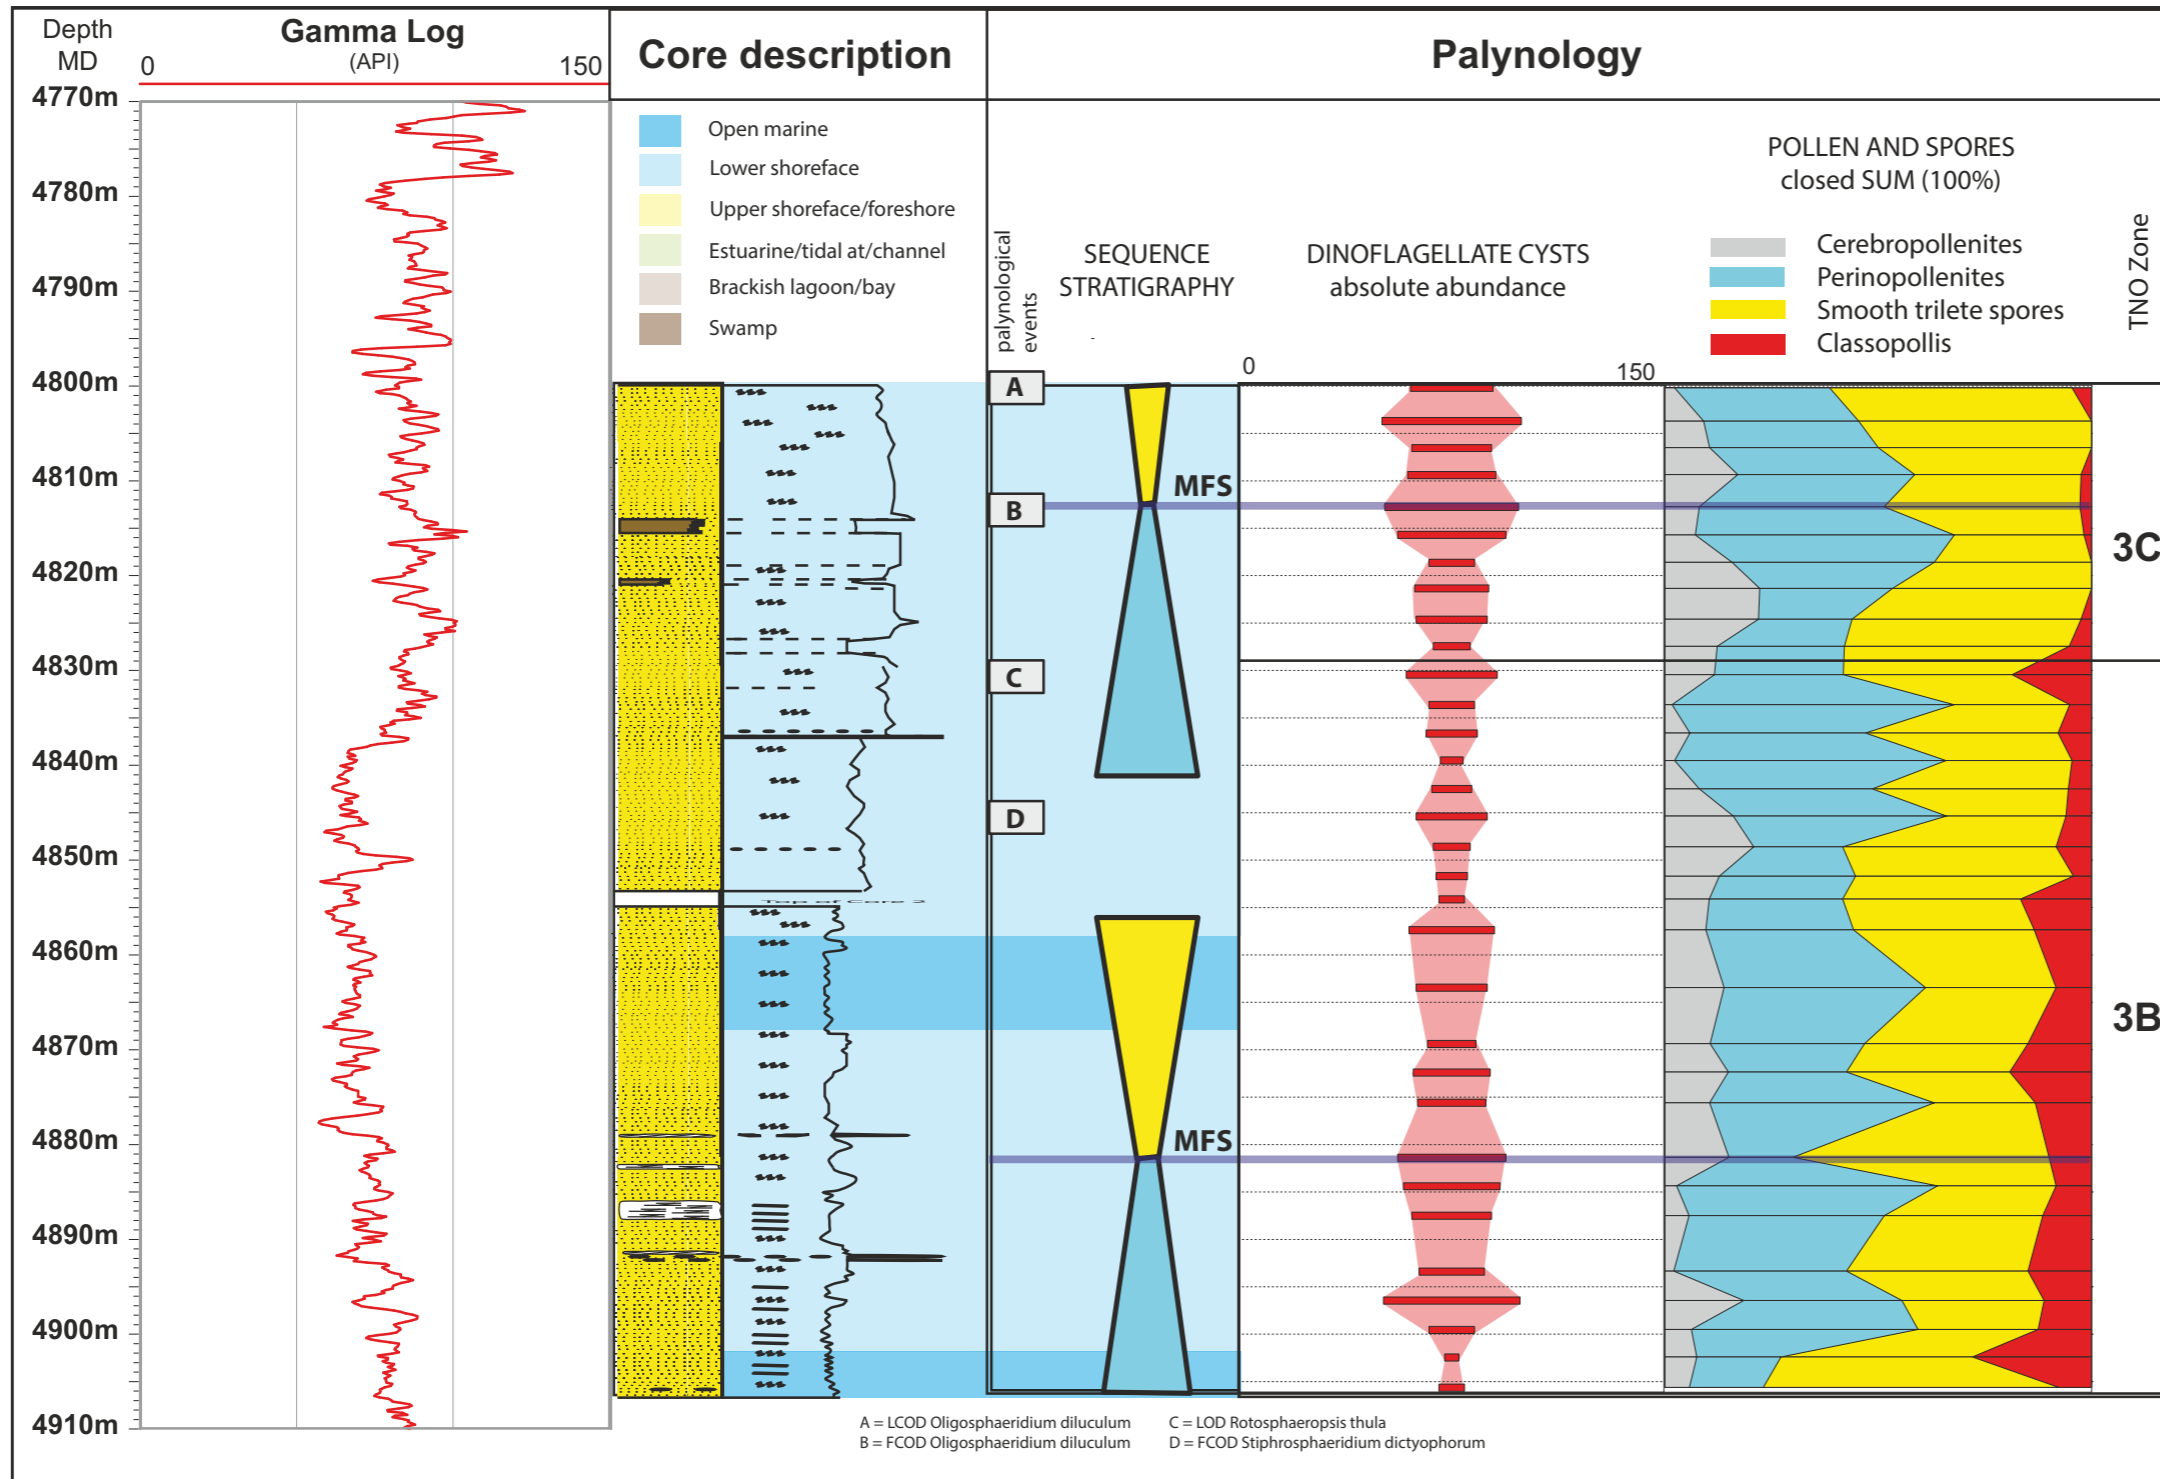 Depth
MD
Gamma Log
(API)
0
150
Core description
Palynology
4770m
4780m
4790m
4800m
4810m
4820m
4830m
4840m
4850m
4860m
4870m
4880m
4890m
4900m
4910m
Open marine
Lower shoreface
Upper shoreface/foreshore
Estuarine/tidal at/channel
Brackish lagoon/bay
Swamp
palynological
events
SEQUENCE
STRATIGRAPHY
-
DINOFLAGELLATE CYSTS
absolute abundance
0
150
POLLEN AND SPORES
closed SUM (100%)
Cerebropollenites
Perinopollenites
Smooth trilete spores
Classopollis
TNO Zone
A
B
C
D
MFS
MFS
3C
3B
Top of Core 2
A = LCOD Oligosphaeridium diluculum
B = FCOD Oligosphaeridium diluculum
C = LOD Rotosphaeropsis thula
D = FCOD Stiphrosphaeridium dictyophorum